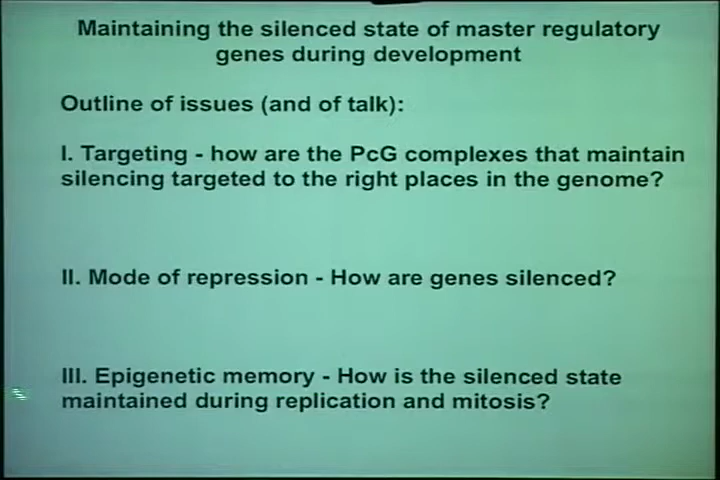 Maintaining the silenced state of master regulatory
genes during development
Outline of issues (and of talk):
I. Targeting - how are the PcG complexes that maintain
silencing targeted to the right places in the genome?
II. Mode of repression - How are genes silenced?
III. Epigenetic memory - How is the silenced state
maintained during replication and mitosis?